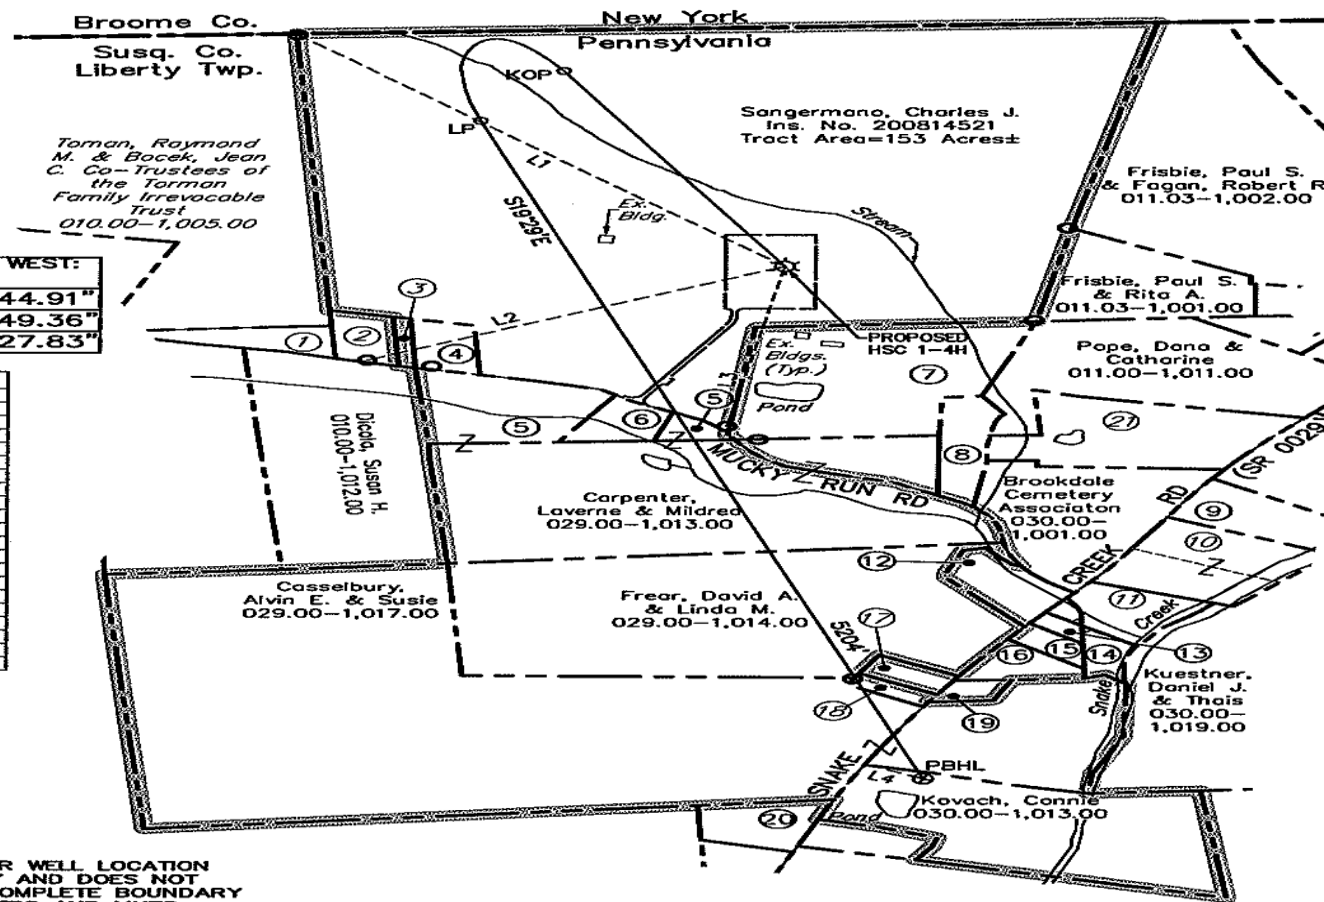 Broome Co.
New York
Susq. Co.
Liberty Twp.
Pennsylvania
KOP
LP
Sangermano, Charles J.
Ins. No. 200814521
Tract Area=153 Acres±
Toman, Raymond
M. & Bocek, Jean
C. Co-Trustees of
the Torman
Family Irrevocable
Trust
010.00-1,005.00
L1
S19°29'E
Ex.
Bldg.
Stream
Frisbie, Paul S.
& Fagan, Robert R
011.03-1,002.00
WEST:
44.91"
49.36"
27.83"
3
L2
Frisbie, Paul S.
& Rita A.
011.03-1,001.00
1
2
4
PROPOSED
HSC 1-4H
Ex.
Bldgs.
(Typ.)
7
Pope, Dana &
Catharine
011.00-1,011.00
L3
Pond
5
6
5
21
Dicola, Susan H.
010.00-1,012.00
Z
Z
MUCKY RUN RD
Z
8
SNAKE CREEK RD (SR 0029)
Carpenter,
Laverne & Mildred
029.00-1,013.00
Brookdale
Cemetery
Associaton
030.00-
1,001.00
9
10
Z
12
Casselbury,
Alvin E. & Susie
029.00-1,017.00
Frear, David A.
& Linda M.
029.00-1,014.00
11
Snake Creek
5204'
17
16
15
14
13
18
19
Kuestner,
Daniel J.
& Thais
030.00-
1,019.00
Z
PBHL
L4
Kovach, Connie
030.00-1,013.00
20
Pond
R WELL LOCATION
Y AND DOES NOT
OMPLETE BOUNDARY